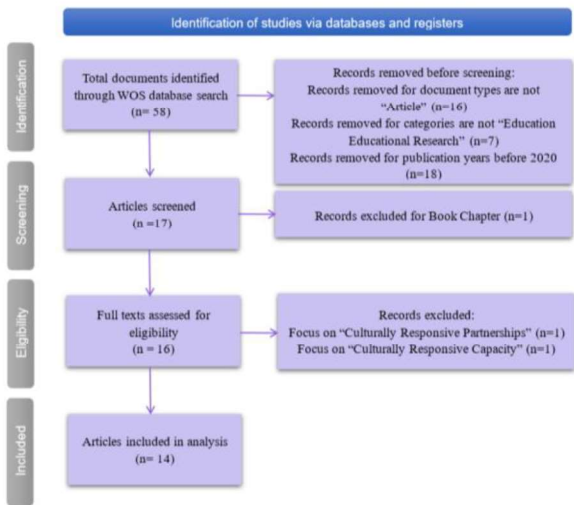 Identification of studies via databases and registers
Identification
Total documents identified
through WOS database search
(n= 58)
Records removed before screening:
Records removed for document types are not
“Article” (n=16)
Records removed for categories are not “Education
Educational Research” (n=7)
Records removed for publication years before 2020
(n=18)
Screening
Articles screened
(n =17)
Records excluded for Book Chapter (n=1)
Eligibility
Full texts assessed for
eligibility
(n = 16)
Records excluded:
Focus on “Culturally Responsive Partnerships” (n=1)
Focus on “Culturally Responsive Capacity” (n=1)
Included
Articles included in analysis
(n= 14)